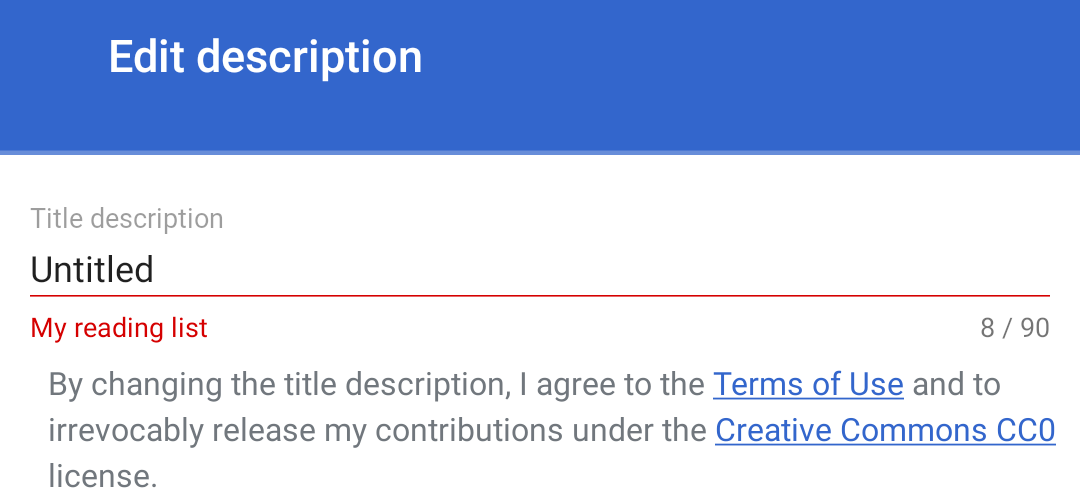 Edit description
Title description
Untitled
My reading list
8 / 90
By changing the title description, I agree to the Terms of Use and to
irrevocably release my contributions under the Creative Commons CC0
license.